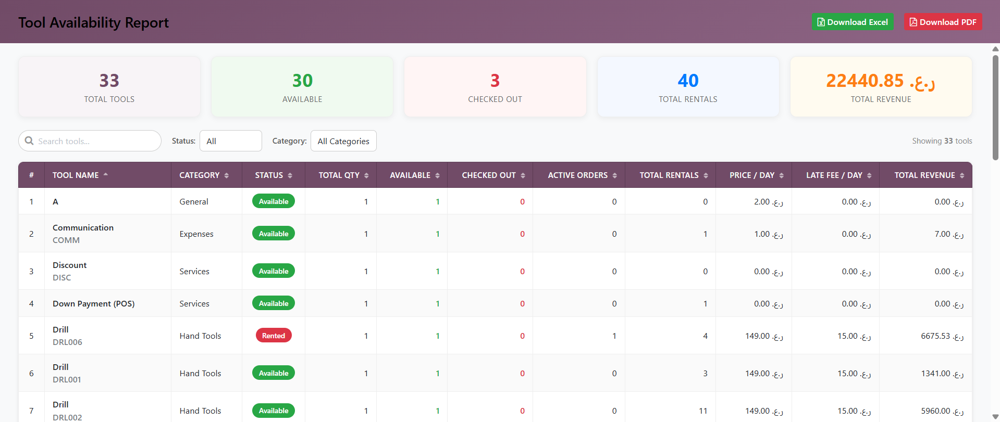 Tool Availability Report
Download Excel
Download PDF
33
TOTAL TOOLS
30
AVAILABLE
3
CHECKED OUT
40
TOTAL RENTALS
22440.85 ر.ع.
TOTAL REVENUE
Search tools...
Status: All
Category: All Categories
Showing 33 tools
# TOOL NAME CATEGORY STATUS TOTAL QTY AVAILABLE CHECKED OUT ACTIVE ORDERS TOTAL RENTALS PRICE / DAY LATE FEE / DAY TOTAL REVENUE
1 A General Available 1 1 0 0 0 2.00 ر.ع. 0.00 ر.ع. 0.00 ر.ع.
2 Communication Expenses Available 1 1 0 0 1 1.00 ر.ع. 0.00 ر.ع. 7.00 ر.ع.
COMM
3 Discount Services Available 1 1 0 0 0 0.00 ر.ع. 0.00 ر.ع. 0.00 ر.ع.
DISC
4 Down Payment (POS) Services Available 1 1 0 0 1 0.00 ر.ع. 0.00 ر.ع. 0.00 ر.ع.
5 Drill Hand Tools Rented 1 1 0 1 4 149.00 ر.ع. 15.00 ر.ع. 6675.53 ر.ع.
DRL006
6 Drill Hand Tools Available 1 1 0 0 3 149.00 ر.ع. 15.00 ر.ع. 1341.00 ر.ع.
DRL001
7 Drill Hand Tools Available 1 1 0 0 11 149.00 ر.ع. 15.00 ر.ع. 5960.00 ر.ع.
DRL002